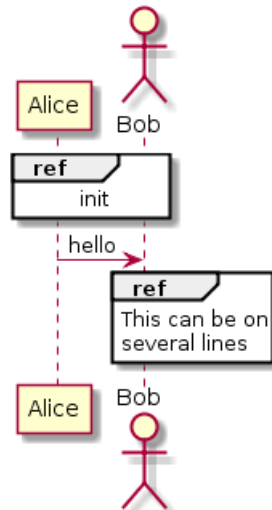 Alice
Bob
ref
init
hello
ref
This can be on
several lines
Alice
Bob